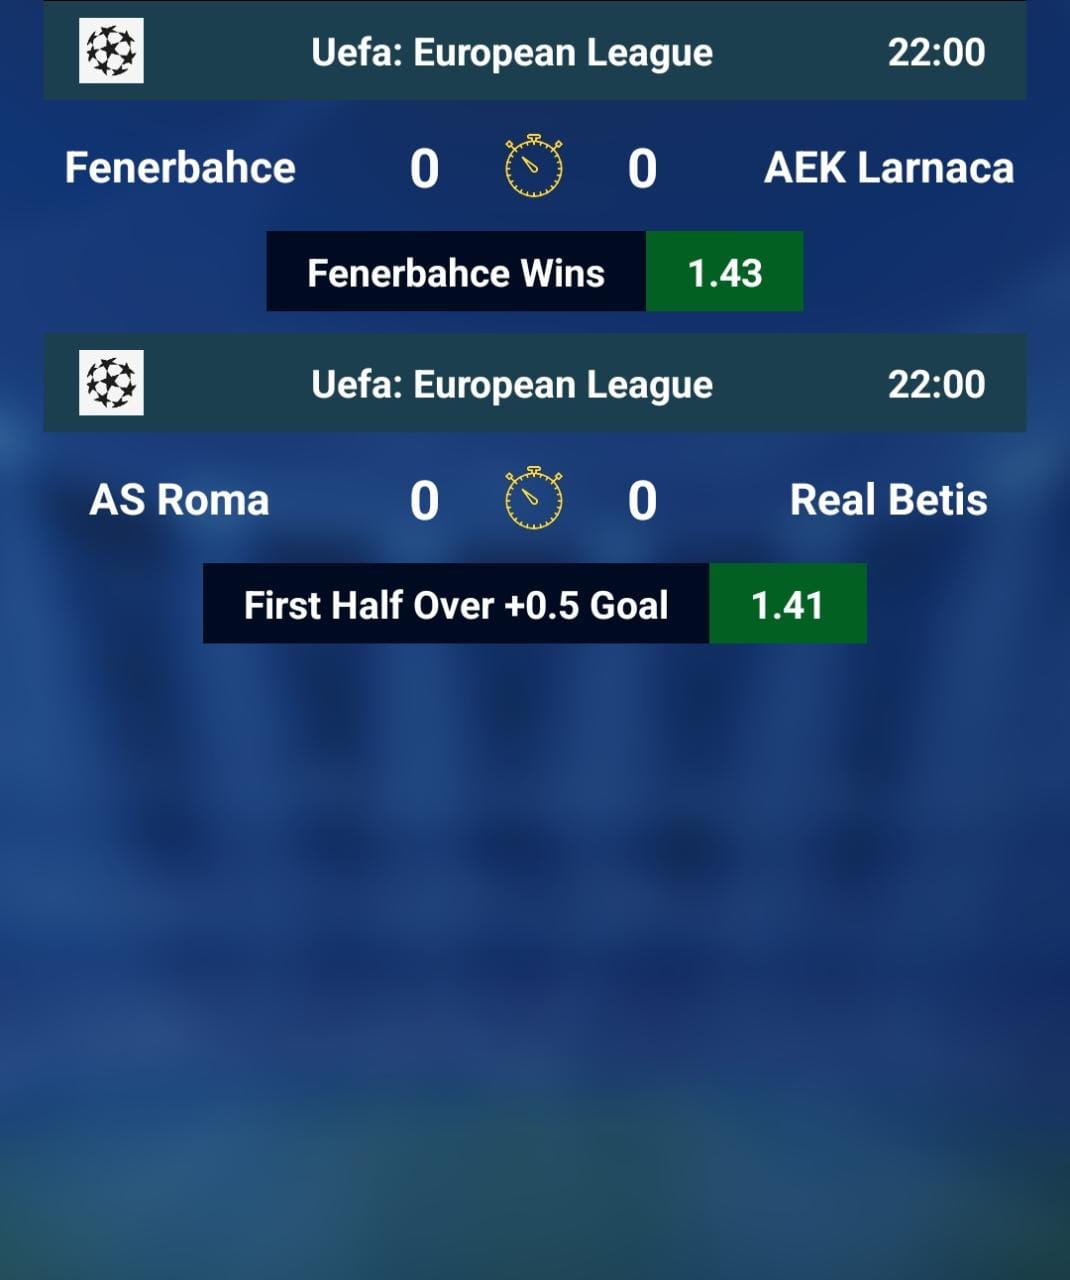 Uefa: European League 22:00
Fenerbahce 0 0 AEK Larnaca
Fenerbahce Wins 1.43
Uefa: European League 22:00
AS Roma 0 0 Real Betis
First Half Over +0.5 Goal 1.41